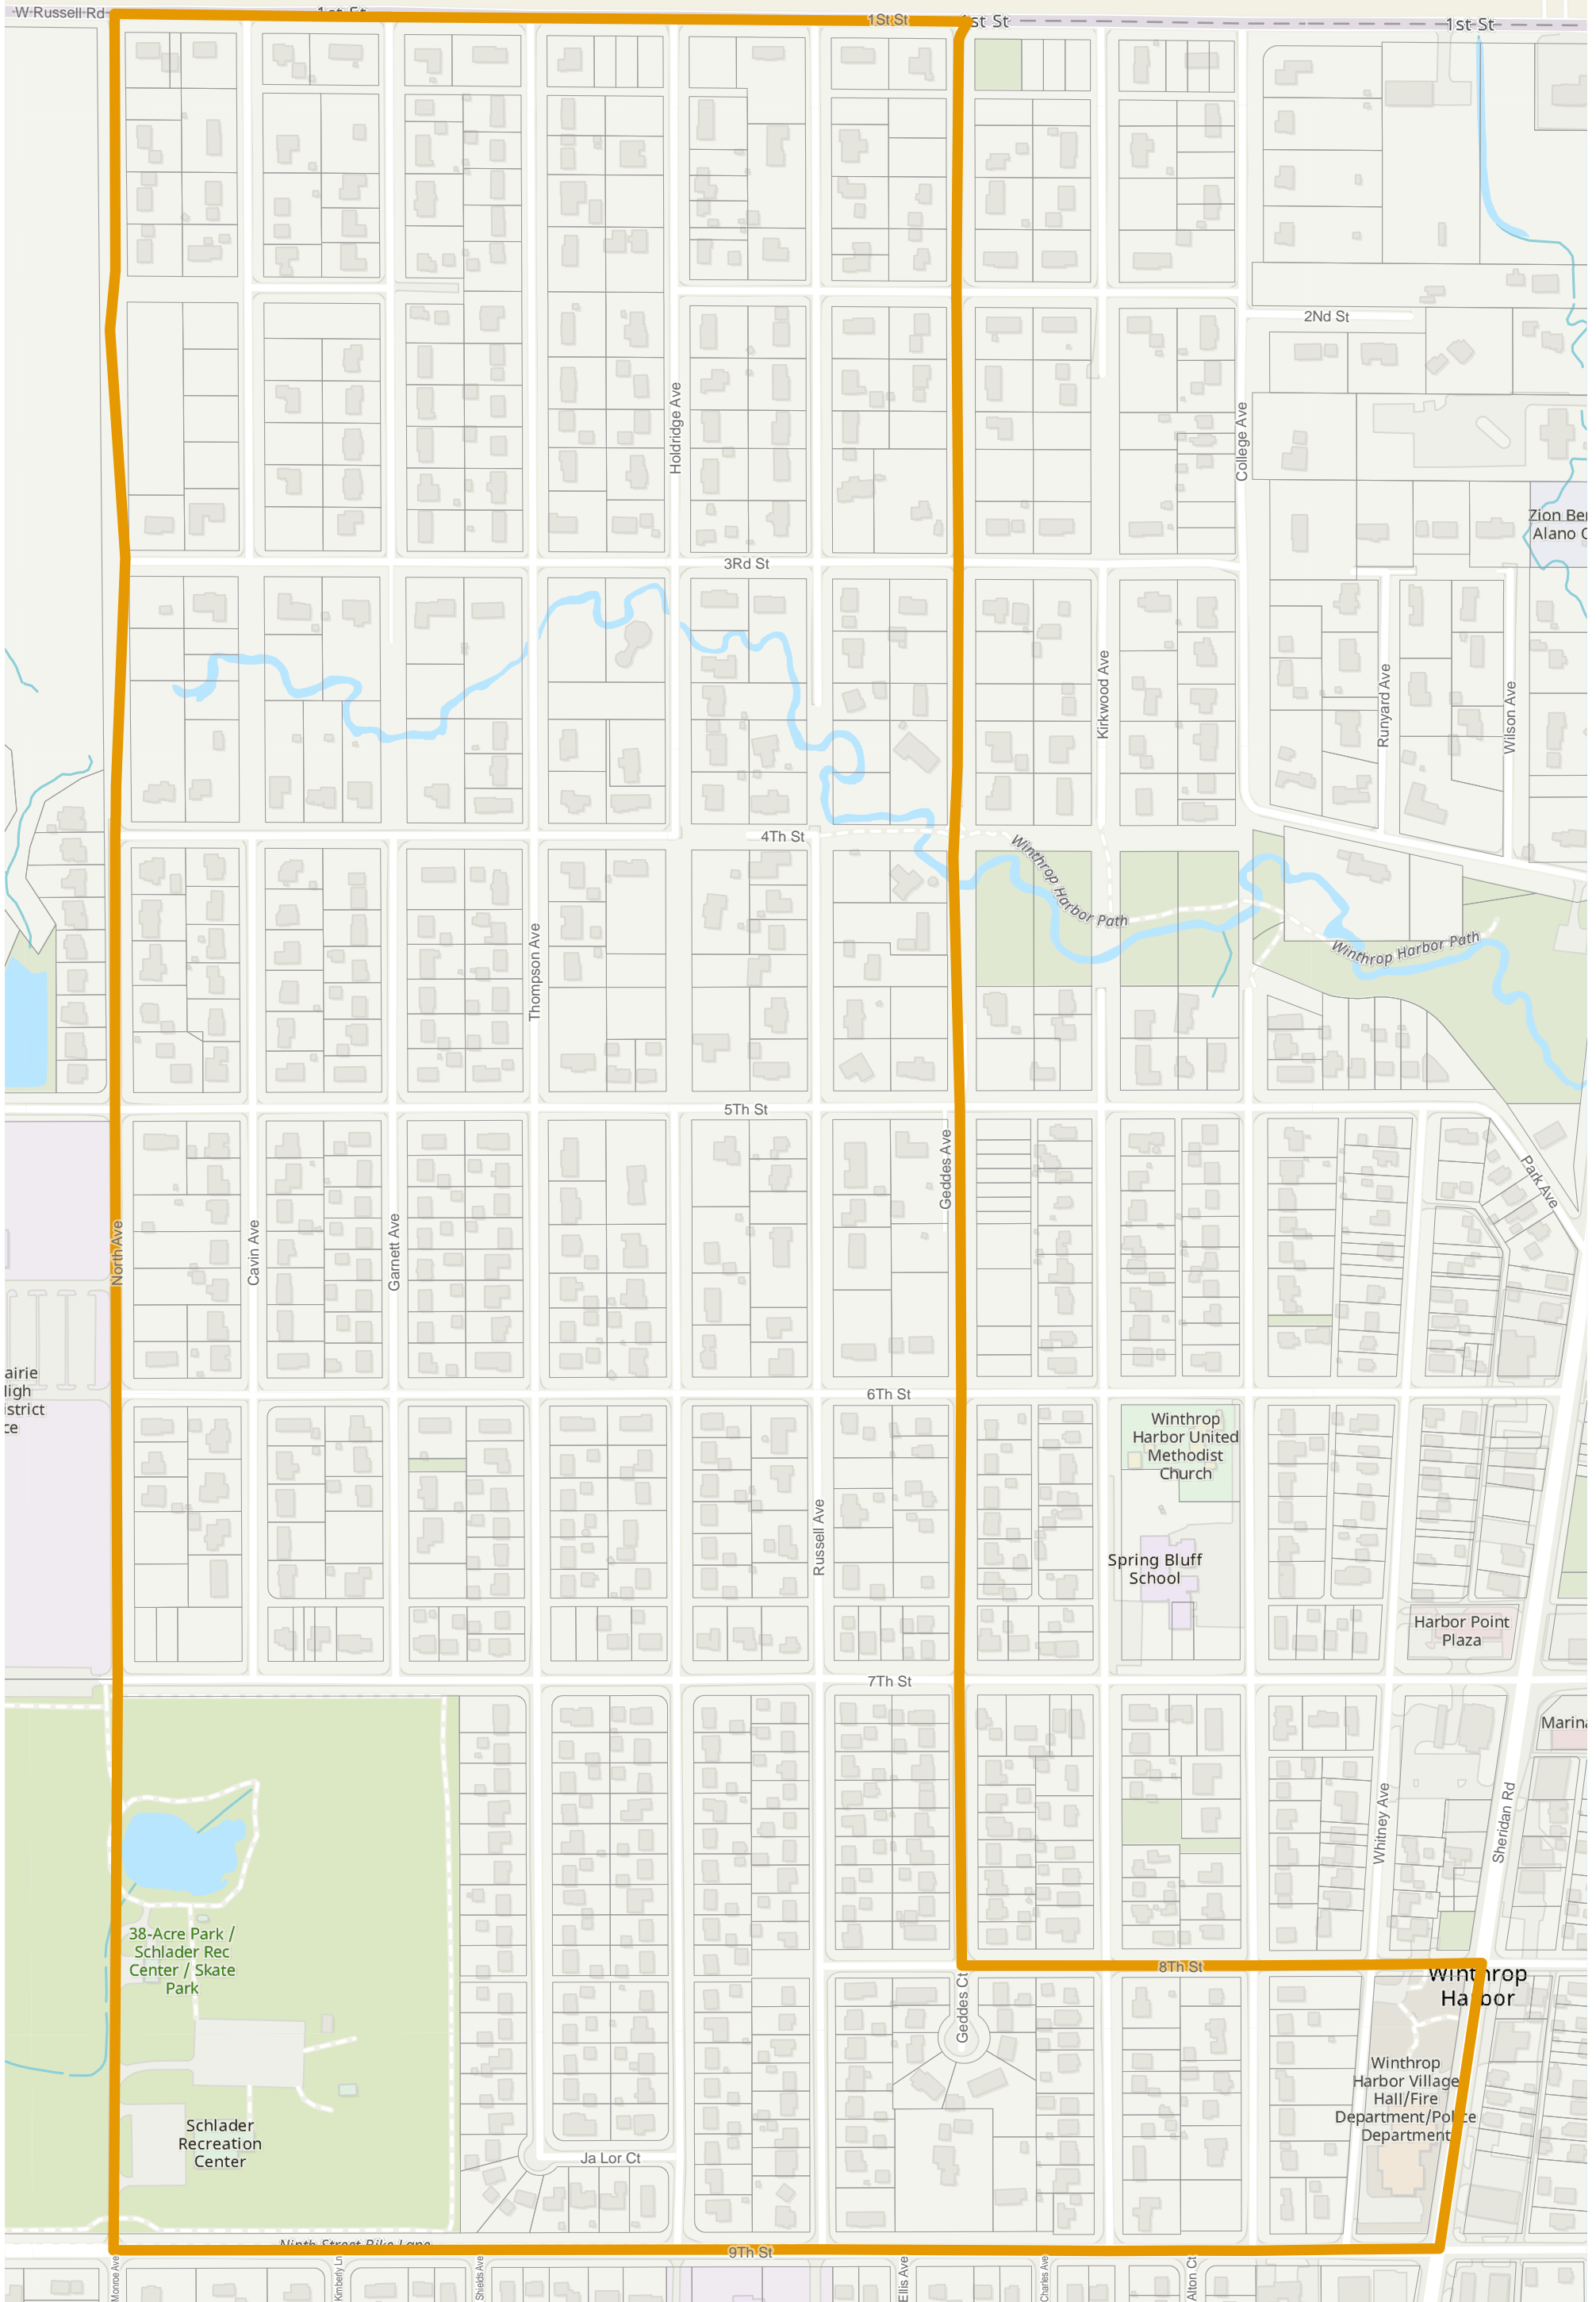 W Russell Rd
1st St
1St St
1st St
1st St
2Nd St
Holdridge Ave
College Ave
Zion Be
Alano C
3Rd St
Kirkwood Ave
Runyard Ave
Wilson Ave
4Th St
Winthrop Harbor Path
Winthrop Harbor Path
Thompson Ave
5Th St
Geddes Ave
Park Ave
North Ave
Cavin Ave
Garnett Ave
airie
High
istrict
ce
6Th St
Winthrop
Harbor United
Methodist
Church
Russell Ave
Spring Bluff
School
Harbor Point
Plaza
7Th St
Marina
Whitney Ave
Sheridan Rd
38-Acre Park /
Schlader Rec
Center / Skate
Park
8Th St
Winthrop
Harbor
Geddes Ct
Winthrop
Harbor Village
Hall/Fire
Department/Police
Department
Schlader
Recreation
Center
Ja Lor Ct
Ninth Street Bike Lane
9Th St
Monroe Ave
Kimberly Ln
Shields Ave
Ellis Ave
Charles Ave
Alton Ct